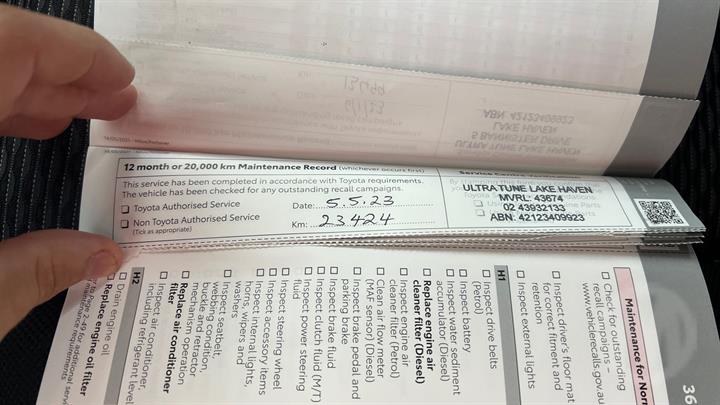 12 month or 20,000 km Maintenance Record (whichever occurs first)
This service has been completed in accordance with Toyota requirements.
The vehicle has been checked for any outstanding recall campaigns.
Toyota Authorised Service
Non Toyota Authorised Service
(Tick as appropriate)
Date: 5.5.23
Km: 23424
ULTRA TUNE LAKE HAVEN
MVRL: 43674
02 43932133
ABN: 42123409923
36
Maintenance for Nor
Check for outstanding
recall campaigns –
www.vehiclerecalls.gov.au
Inspect driver's floor mat
for correct fitment and
retention
Inspect external lights
H1
Inspect drive belts
(Petrol)
Inspect battery
Inspect water sediment
accumulator (Diesel)
Replace engine air
cleaner filter (Diesel)
Inspect engine air
cleaner filter (Petrol)
Clean air flow meter
(MAF sensor) (Diesel)
Inspect brake pedal and
parking brake
Inspect brake fluid
Inspect clutch fluid (M/T)
Inspect power steering
fluid
Inspect steering wheel
Inspect accessory items
Inspect internal lights,
horns, wipers and
washers
Inspect seatbelt,
webbing condition,
buckle and retractor
mechanism operation
Replace air conditioner
filter
Inspect air conditioner,
including refrigerant level
H2
Drain engine oil
Replace engine oil filter